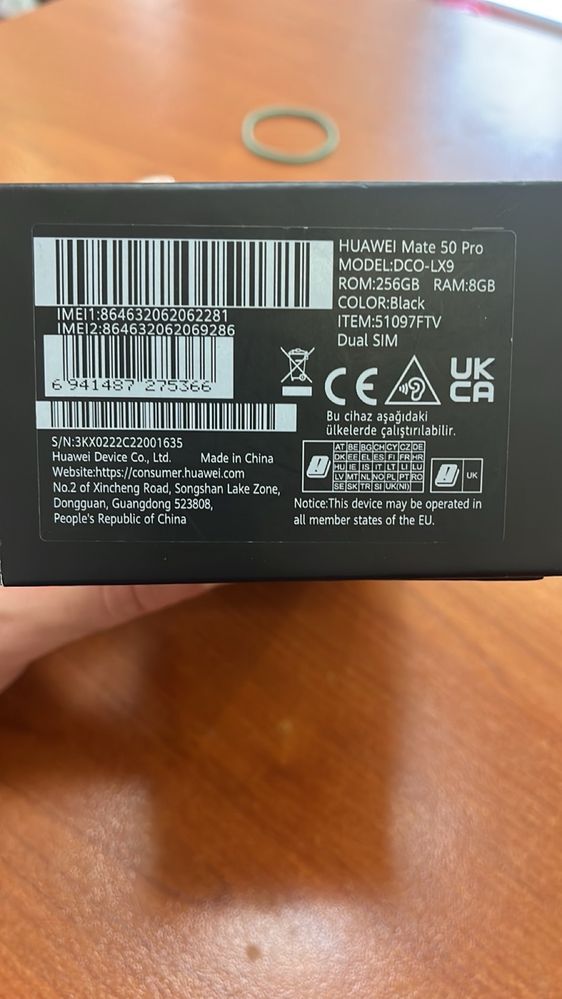 HUAWEI Mate 50 Pro
MODEL:DCO-LX9
ROM:256GB RAM:8GB
COLOR:Black
ITEM:51097FTV
Dual SIM
IMEI1:864632062062281
IMEI2:864632062069286
6 941487 275366
S/N:3KX0222C22001635
Huawei Device Co., Ltd. Made in China
Website:https://consumer.huawei.com
No.2 of Xincheng Road, Songshan Lake Zone,
Dongguan, Guangdong 523808,
People's Republic of China
CE
UK
CA
Bu cihaz aşağıdaki
ülkelerde çalıştırılabilir.
AT BE BG CH CY CZ DE
DK EE EL ES FI FR HR
HU IE IS IT LT LI LU
LV MT NL NO PL PT RO
SE SK TR SI UK(NI)
UK
Notice:This device may be operated in
all member states of the EU.